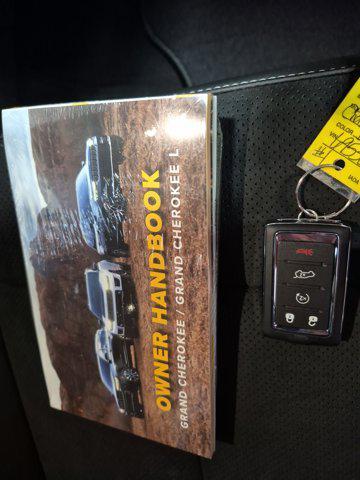 OWNER HANDBOOK
GRAND CHEROKEE / GRAND CHEROKEE L